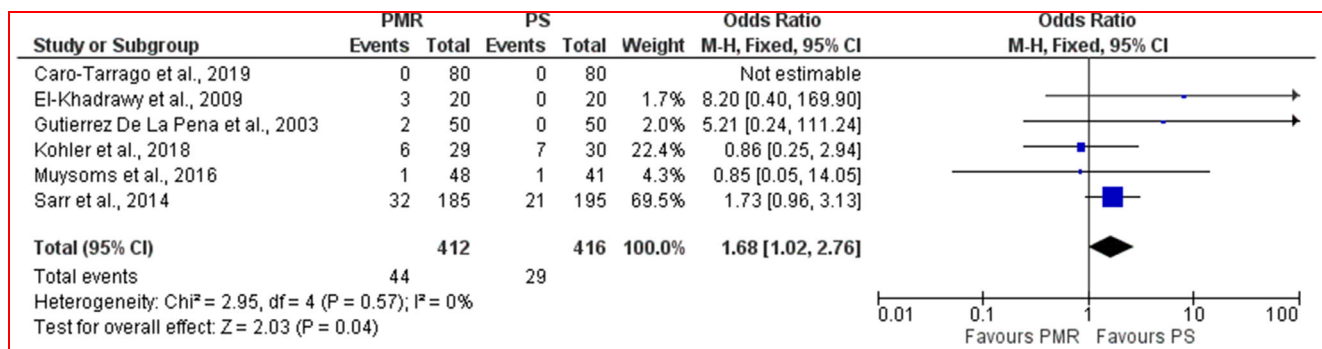 PMR PS Odds Ratio Odds Ratio
Study or Subgroup Events Total Events Total Weight M-H, Fixed, 95% CI M-H, Fixed, 95% CI
Caro-Tarrago et al., 2019 0 80 0 80 Not estimable
El-Khadrawy et al., 2009 3 20 0 20 1.7% 8.20 [0.40, 169.90]
Gutierrez De La Pena et al., 2003 2 50 0 50 2.0% 5.21 [0.24, 111.24]
Kohler et al., 2018 6 29 7 30 22.4% 0.86 [0.25, 2.94]
Muysoms et al., 2016 1 48 1 41 4.3% 0.85 [0.05, 14.05]
Sarr et al., 2014 32 185 21 195 69.5% 1.73 [0.96, 3.13]
Total (95% CI) 412 416 100.0% 1.68 [1.02, 2.76]
Total events 44 29
Heterogeneity: Chi² = 2.95, df = 4 (P = 0.57); I² = 0%
Test for overall effect: Z = 2.03 (P = 0.04)
0.01 0.1 1 10 100
Favours PMR Favours PS